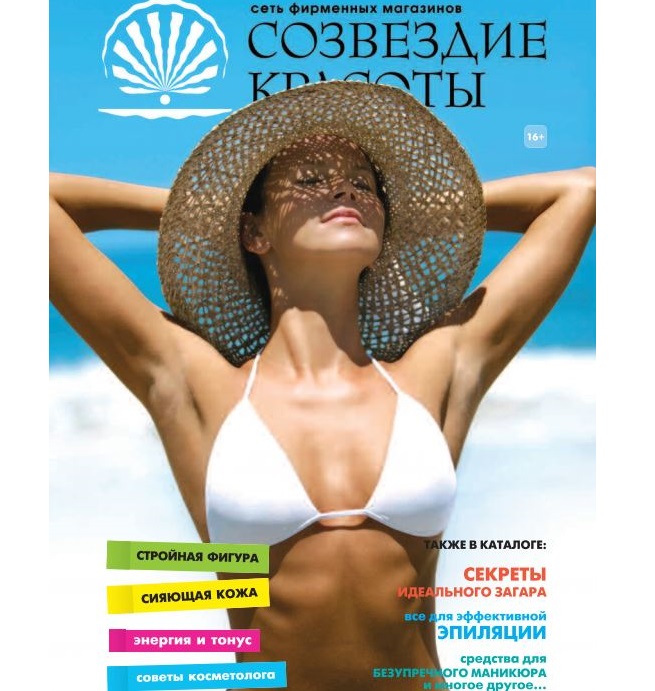 сеть фирменных магазинов
СОЗВЕЗДИЕ
КРАСОТЫ
16+
СТРОЙНАЯ ФИГУРА
СИЯЮЩАЯ КОЖА
энергия и тонус
советы косметолога
ТАКЖЕ В КАТАЛОГЕ:
СЕКРЕТЫ
ИДЕАЛЬНОГО ЗАГАРА
все для эффективной
ЭПИЛЯЦИИ
средства для
БЕЗУПРЕЧНОГО МАНИКЮРА
и многое другое...